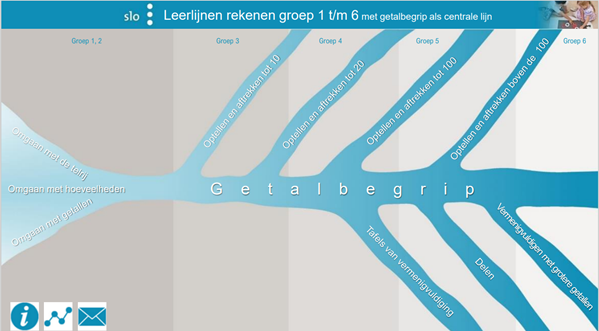 slo
Leerlijnen rekenen groep 1 t/m 6 met getalbegrip als centrale lijn
Groep 1, 2
Groep 3
Groep 4
Groep 5
Groep 6
Optellen en aftrekken tot 10
Optellen en aftrekken tot 20
Optellen en aftrekken tot 100
Optellen en aftrekken boven de 100
Omgaan met de telrij
Omgaan met hoeveelheden
Omgaan met getallen
Getalbegrip
Tafels van vermenigvuldiging
Delen
Vermenigvuldigen met grotere getallen